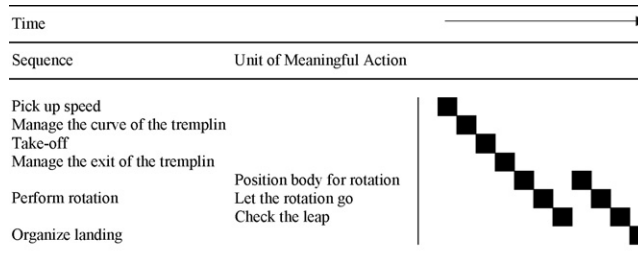 Time
Sequence Unit of Meaningful Action
Pick up speed
Manage the curve of the tremplin
Take-off
Manage the exit of the tremplin
Position body for rotation
Perform rotation Let the rotation go
Check the leap
Organize landing